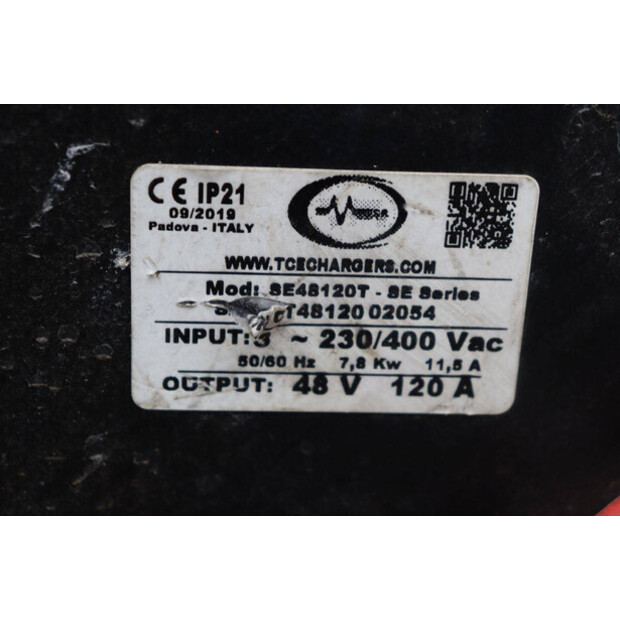 CE IP21
09/2019
Padova - ITALY
WWW.TCECHARGERS.COM
Mod: SE48120T - SE Series
T48120 02054
INPUT: 3 ~ 230/400 Vac
50/60 Hz 7,8 Kw 11,5 A
OUTPUT: 48 V 120 A